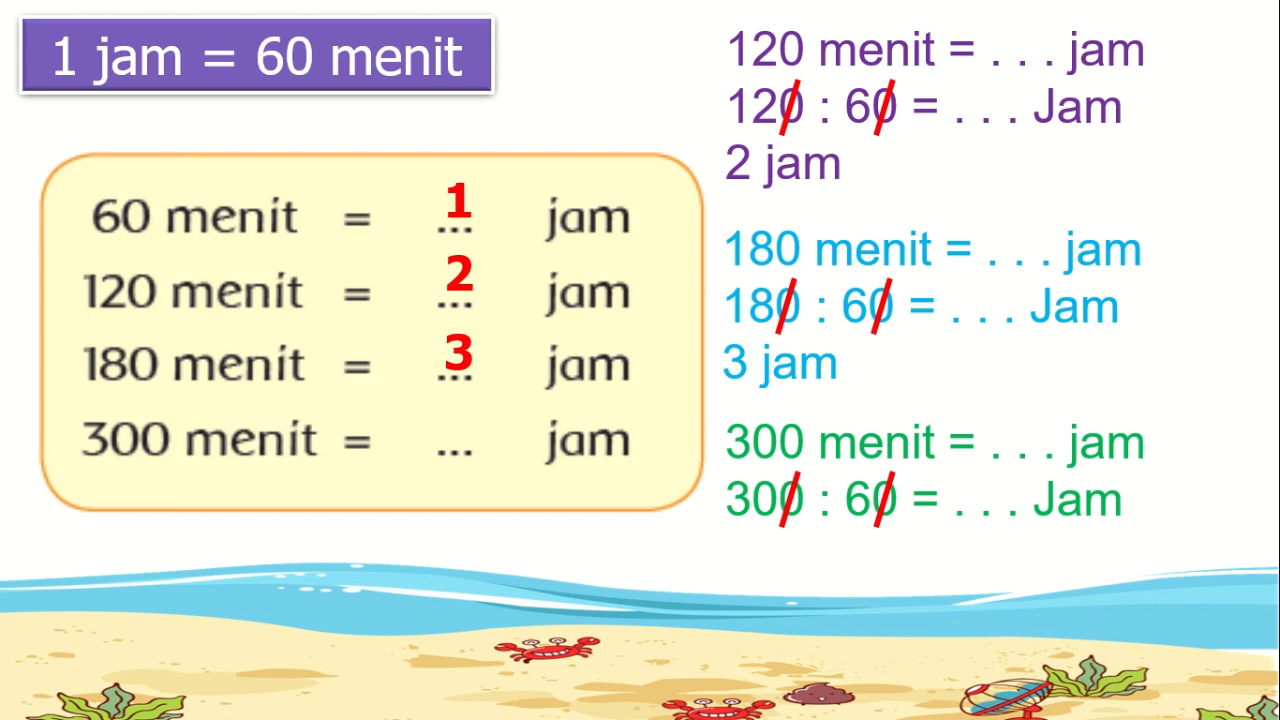 1 jam = 60 menit
60 menit = ... jam
1
120 menit = ... jam
2
180 menit = ... jam
3
300 menit = ... jam
120 menit = . . . jam
120 : 60 = . . . Jam
2 jam
180 menit = . . . jam
180 : 60 = . . . Jam
3 jam
300 menit = . . . jam
300 : 60 = . . . Jam